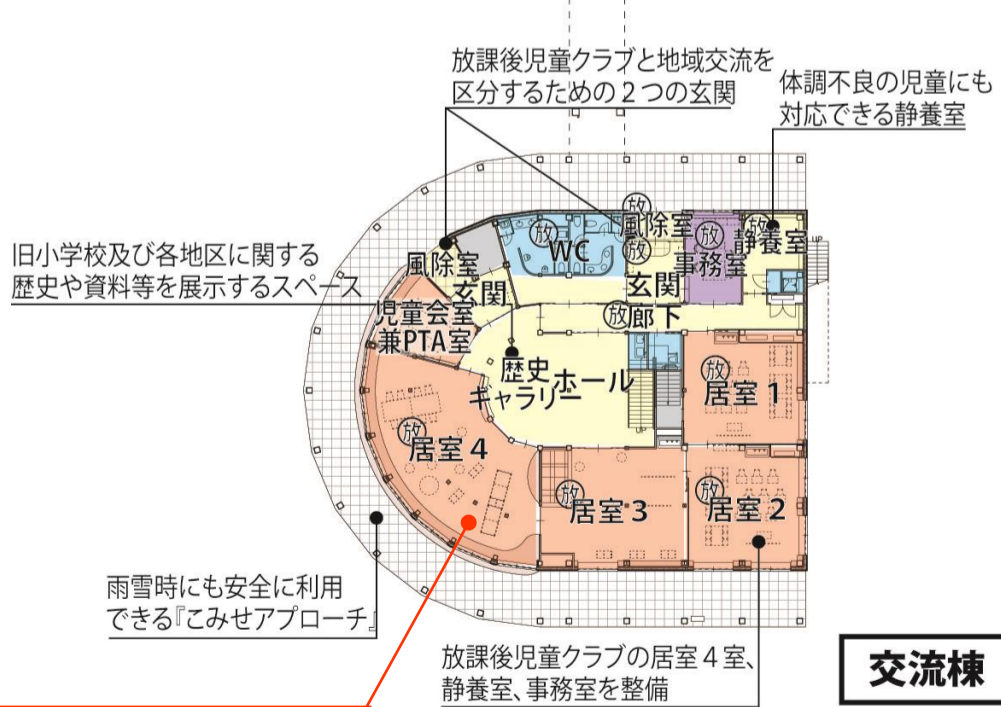 放課後児童クラブと地域交流を
区分するための2つの玄関
体調不良の児童にも
対応できる静養室
旧小学校及び各地区に関する
歴史や資料等を展示するスペース
放
風除室
放
WC
放
風除室
放
事務室
放
静養室
UP
玄関
玄関
児童会室
兼PTA室
放
廊下
歴史
ギャラリー
ホール
UP
放
居室1
放
居室4
放
居室3
放
居室2
雨雪時にも安全に利用
できる『こみせアプローチ』
放課後児童クラブの居室4室、
静養室、事務室を整備
交流棟